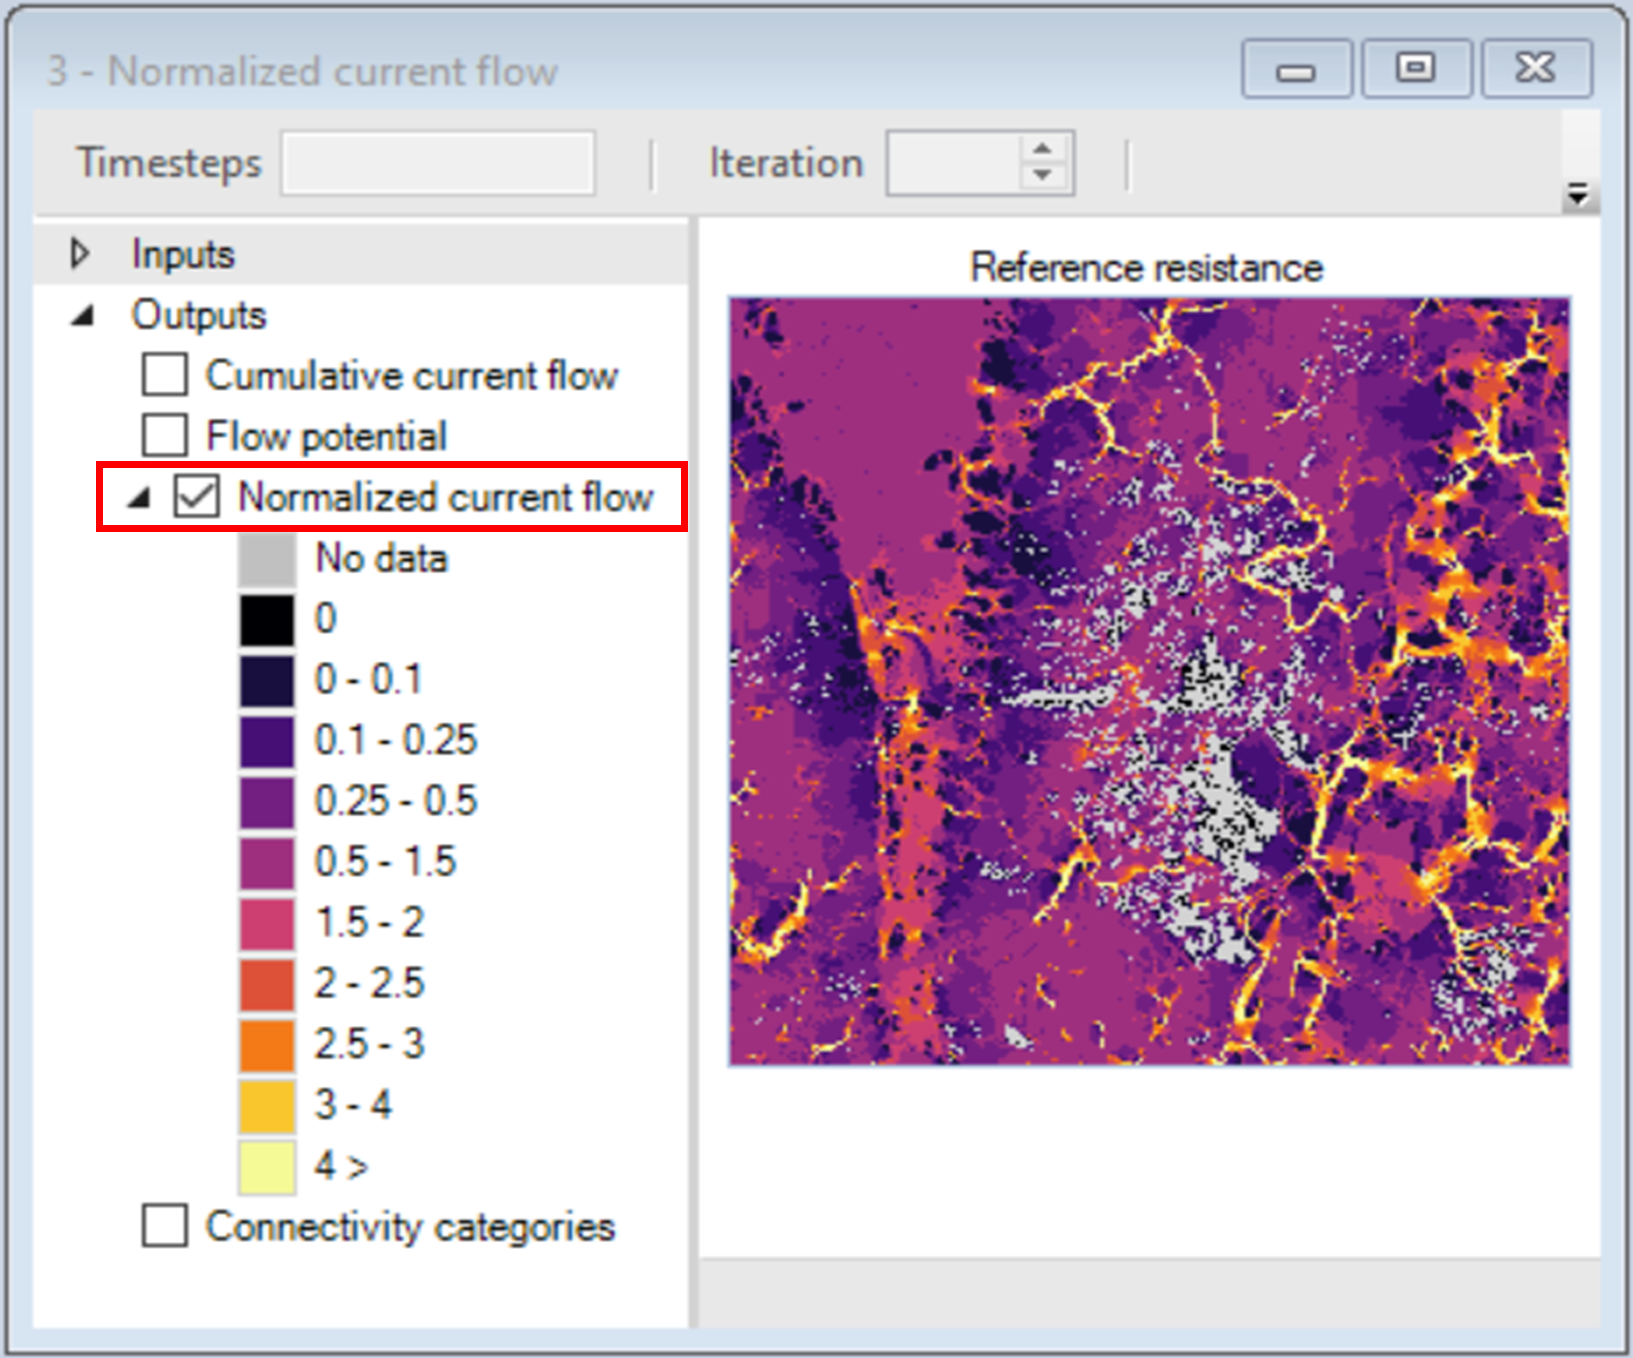 3 - Normalized current flow
Timesteps
Iteration
Inputs
Outputs
Cumulative current flow
Flow potential
Normalized current flow
No data
0
0 - 0.1
0.1 - 0.25
0.25 - 0.5
0.5 - 1.5
1.5 - 2
2 - 2.5
2.5 - 3
3 - 4
4 >
Connectivity categories
Reference resistance